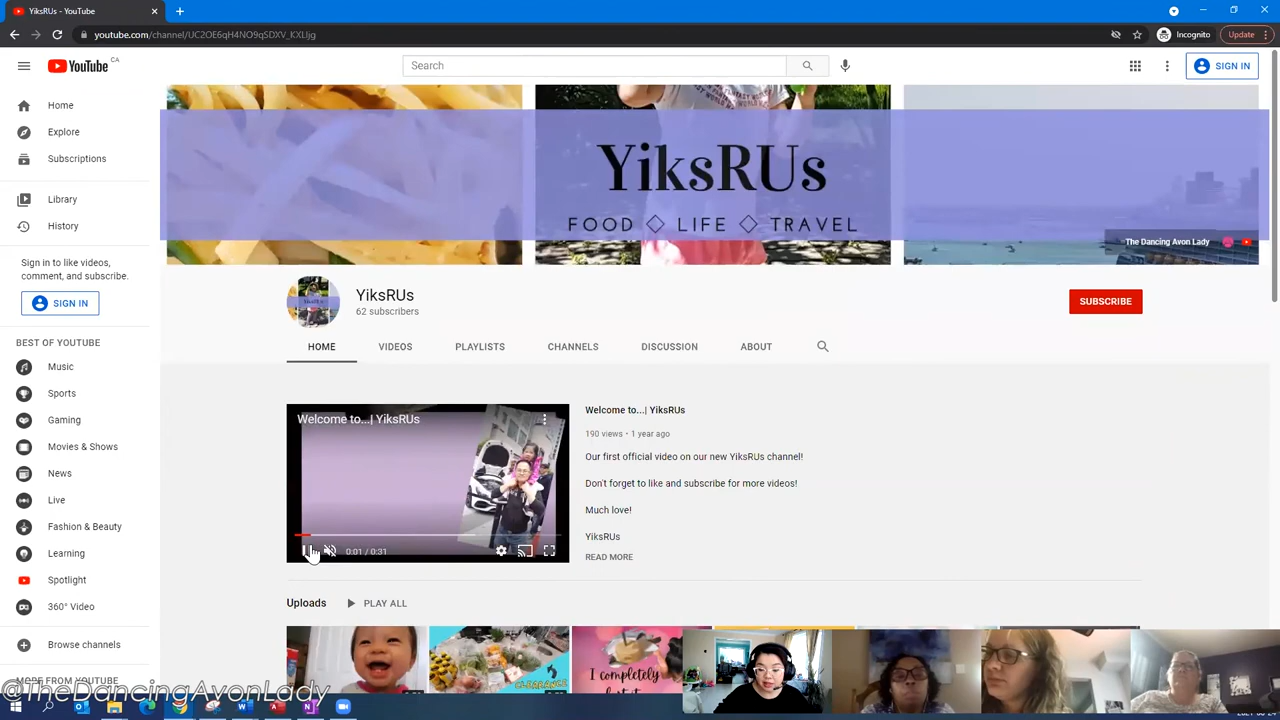 YiksRUs - YouTube
youtube.com/channel/UC2OE6qH4NO9qSDXV_KXLIjg
Incognito
Update
YouTube CA
Search
SIGN IN
Home
Explore
Subscriptions
Library
History
Sign in to like videos,
comment, and subscribe.
SIGN IN
BEST OF YOUTUBE
Music
Sports
Gaming
Movies & Shows
News
Live
Fashion & Beauty
Learning
Spotlight
360° Video
Browse channels
MORE FROM YOUTUBE
YiksRUs
FOOD ◇ LIFE ◇ TRAVEL
The Dancing Avon Lady
YiksRUs
62 subscribers
SUBSCRIBE
HOME
VIDEOS
PLAYLISTS
CHANNELS
DISCUSSION
ABOUT
Welcome to...| YiksRUs
0:01 / 0:31
Welcome to...| YiksRUs
190 views • 1 year ago
Our first official video on our new YiksRUs channel!
Don't forget to like and subscribe for more videos!
Much love!
YiksRUs
READ MORE
Uploads
PLAY ALL
CLEARANCE
I completely
@TheDancingAvonLady